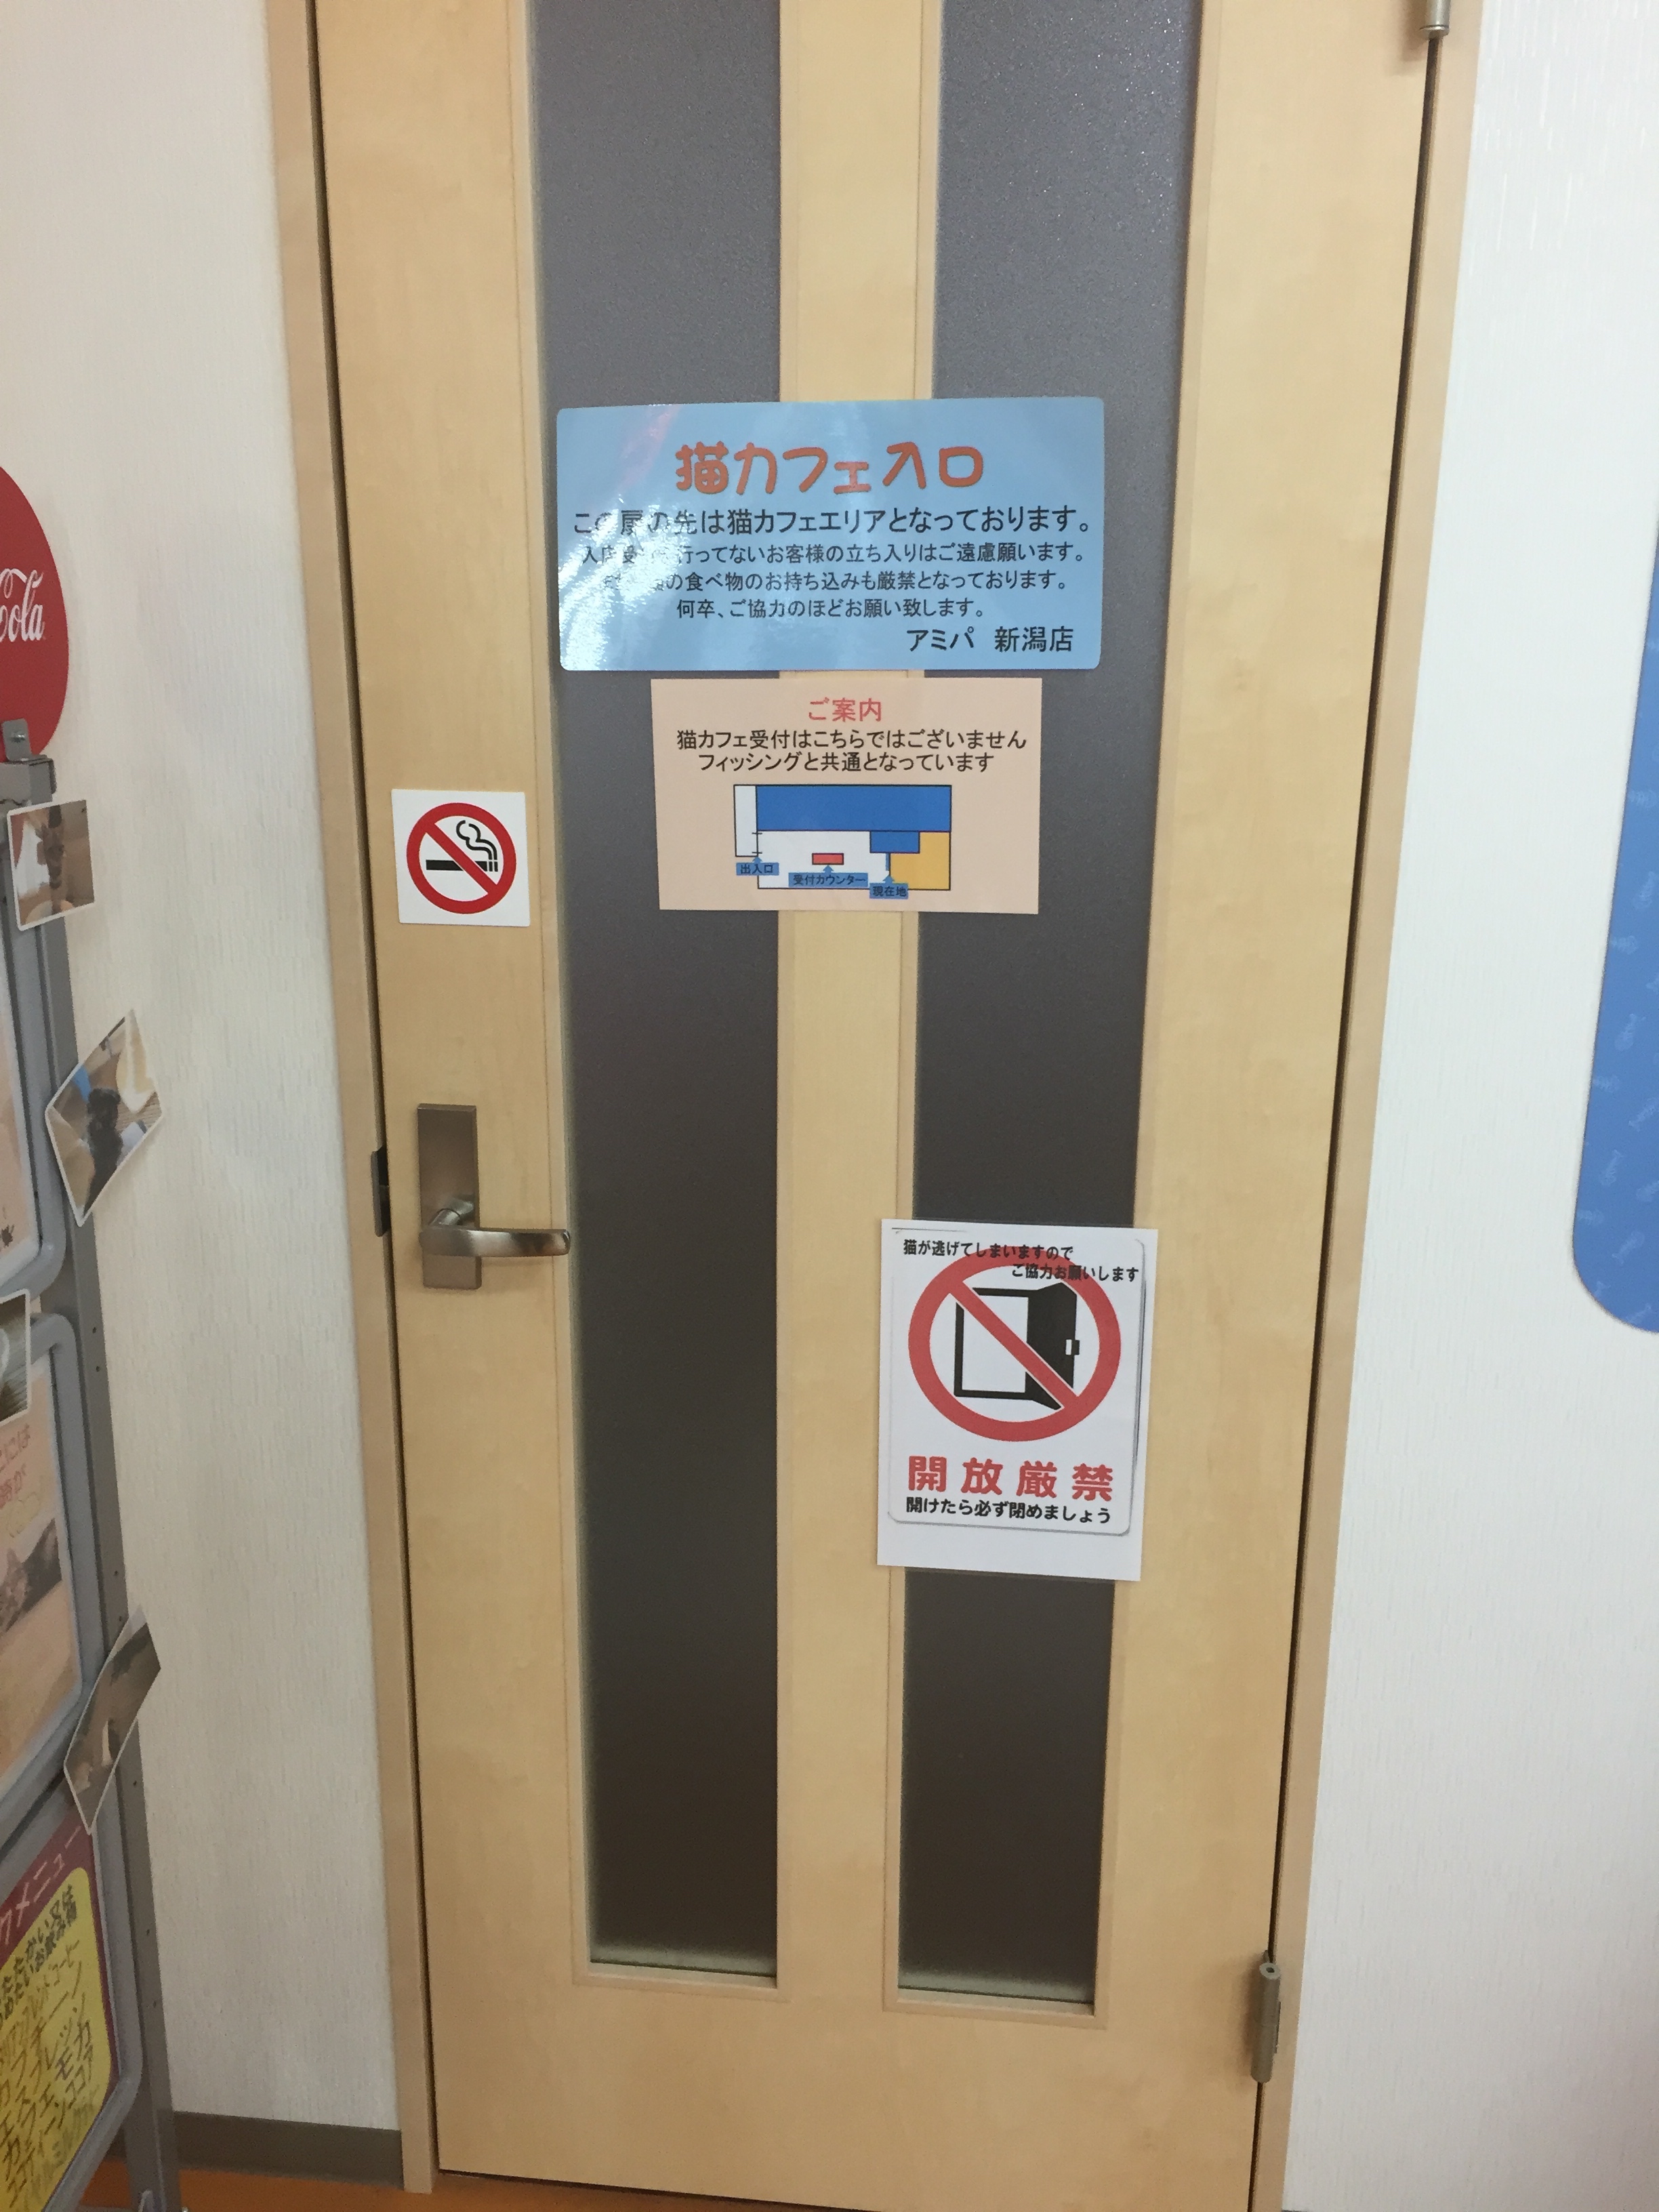 猫カフェ入口
この扉の先は猫カフェエリアとなっております。
行ってないお客様の立ち入りはご遠慮願います。
の食べ物のお持ち込みも厳禁となっております。
何卒、ご協力のほどお願い致します。
アミパ 新潟店
ご案内
猫カフェ受付はこちらではございません
フィッシングと共通となっています
出入口
受付カウンター
現在地
猫が逃げてしまいますので
ご協力お願いします
開放厳禁
開けたら必ず閉めましょう
Cola
メニュー